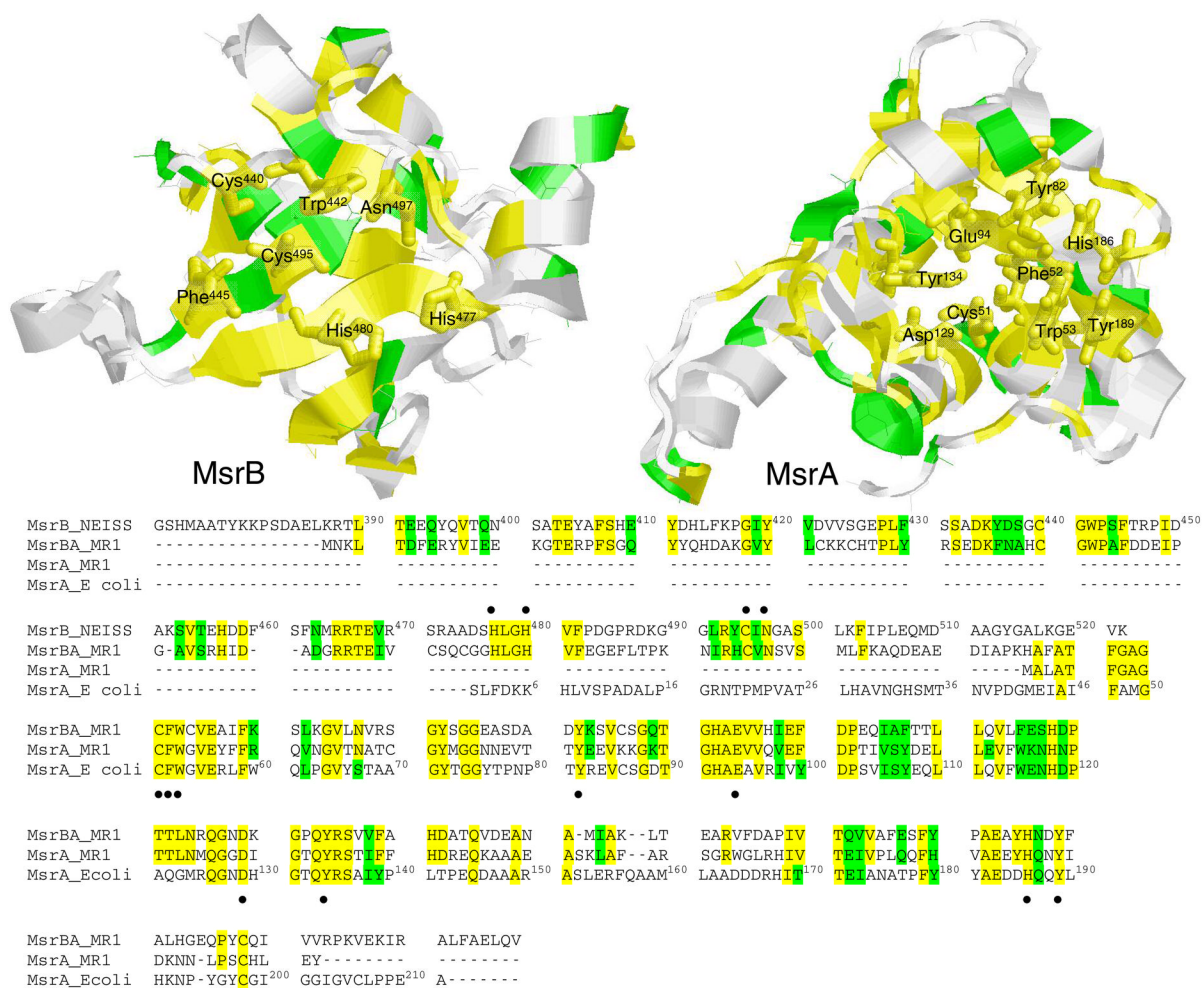 Cys440
Trp442
Asn497
Cys495
Phe445
His480
His477
Tyr82
Glu94
His186
Phe52
Tyr134
Cys51
Asp129
Trp53
Tyr189
MsrB
MsrA
MsrB_NEISS GSHMAATYKKPSDAELKRTL390 TEEQYQVTQN400 SATEYAFSHE410 YDHLFKPGIY420 VDVVSGEPLF430 SSADKYDSGC440 GWPSFTRPID450
MsrBA_MR1 ----------------MNKL TDFERYVIEE KGTERPFSGQ YYQHDAKGVY LCKKCHTPLY RSEDKFNAHC GWPAFDDEIP
MsrA_MR1 -------------------- ---------- ---------- ---------- ---------- ---------- ----------
MsrA_E coli -------------------- ---------- ---------- ---------- ---------- ---------- ----------
MsrB_NEISS AKSVTEHDDF460 SFNMRRTEVR470 SRAADSHLGH480 VFPDGPRDKG490 GLRYCINGAS500 LKFIPLEQMD510 AAGYGALKGE520 VK
MsrBA_MR1 G-AVSRHID- -ADGRRTEIV CSQCGGHLGH VFEGEFLTPK NIRHCVNSVS MLFKAQDEAE DIAPKHAFAT FGAG
MsrA_MR1 ---------- ---------- ---------- ---------- ---------- ---------- -----MALAT FGAG
MsrA_E coli ---------- ---------- ----SLFDKK6 HLVSPADALP16 GRNTPMPVAT26 LHAVNGHSMT36 NVPDGMEIAI46 FAMG50
MsrBA_MR1 CFWCVEAIFK SLKGVLNVRS GYSGGEASDA DYKSVCSGQT GHAEVVHIEF DPEQIAFTTL LQVLFESHDP
MsrA_MR1 CFWGVEYFFR QVNGVTNATC GYMGGNNEVT TYEEVKKGKT GHAEVVQVEF DPTIVSYDEL LEVFWKNHNP
MsrA_E coli CFWGVERLFW60 QLPGVYSTAA70 GYTGGYTPNP80 TYREVCSGDT90 GHAEAVRIVY100 DPSVISYEQL110 LQVFWENHDP120
MsrBA_MR1 TTLNRQGNDK GPQYRSVVFA HDATQVDEAN A-MIAK--LT EARVFDAPIV TQVVAFESFY PAEAYHNDYF
MsrA_MR1 TTLNMQGGDI GTQYRSTIFF HDREQKAAAE ASKLAF--AR SGRWGLRHIV TEIVPLQQFH VAEEYHQNYI
MsrA_Ecoli AQGMRQGNDH130 GTQYRSAIYP140 LTPEQDAAAR150 ASLERFQAAM160 LAADDDRHIT170 TEIANATPFY180 YAEDDHQQYL190
MsrBA_MR1 ALHGEQPYCQI VVRPKVEKIR ALFAELQV
MsrA_MR1 DKNN-LPSCHL EY-------- --------
MsrA_Ecoli HKNP-YGYCGI200 GGIGVCLPPE210 A-------